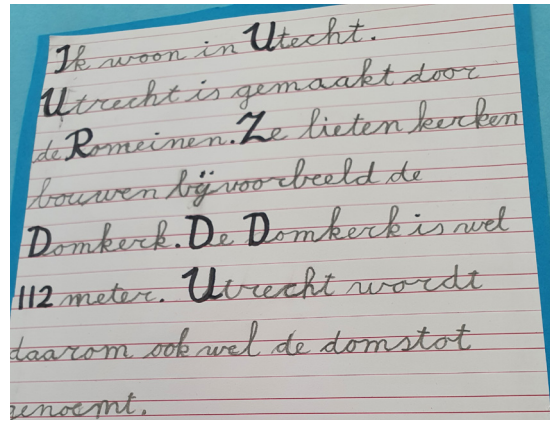 Ik woon in Utecht.
Utrecht is gemaakt door
de Romeinen. Ze lieten kerken
bouwen bijvoorbeeld de
Domkerk. De Domkerk is wel
112 meter. Utrecht wordt
daarom ook wel de domstot
genoemt.